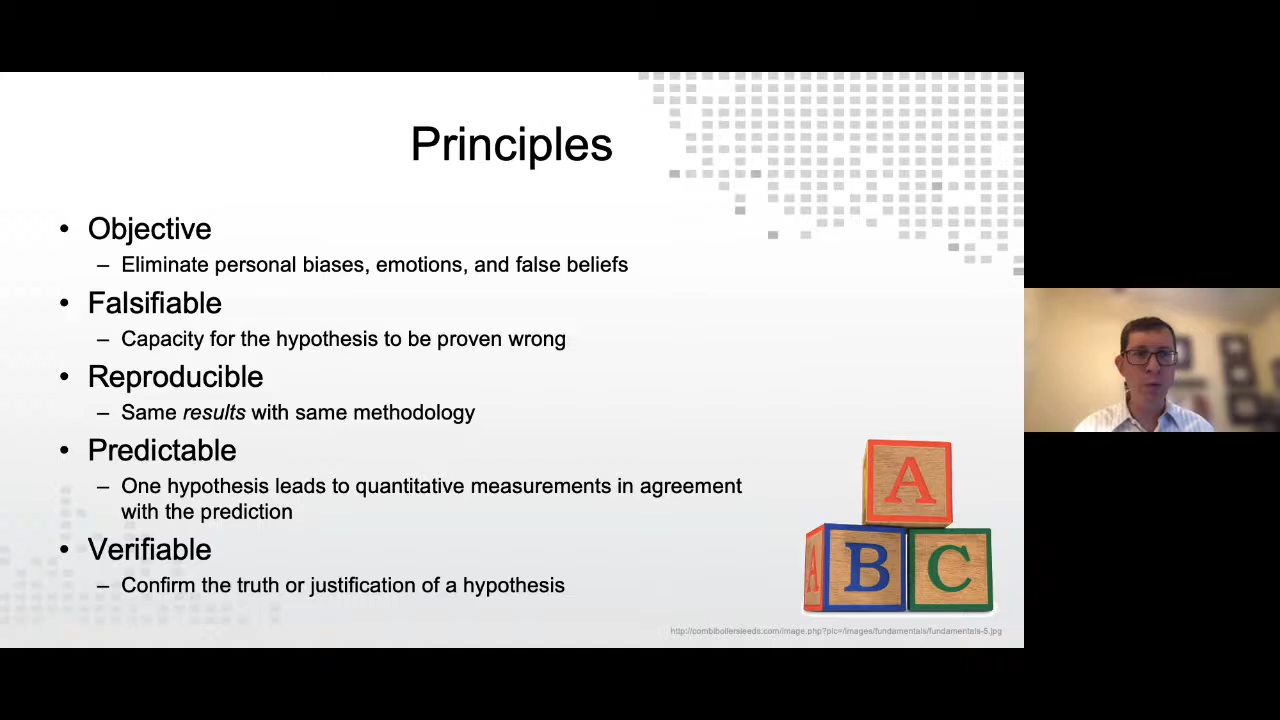 Principles
• Objective
– Eliminate personal biases, emotions, and false beliefs
• Falsifiable
– Capacity for the hypothesis to be proven wrong
• Reproducible
– Same results with same methodology
• Predictable
– One hypothesis leads to quantitative measurements in agreement
with the prediction
• Verifiable
– Confirm the truth or justification of a hypothesis
A
A B C